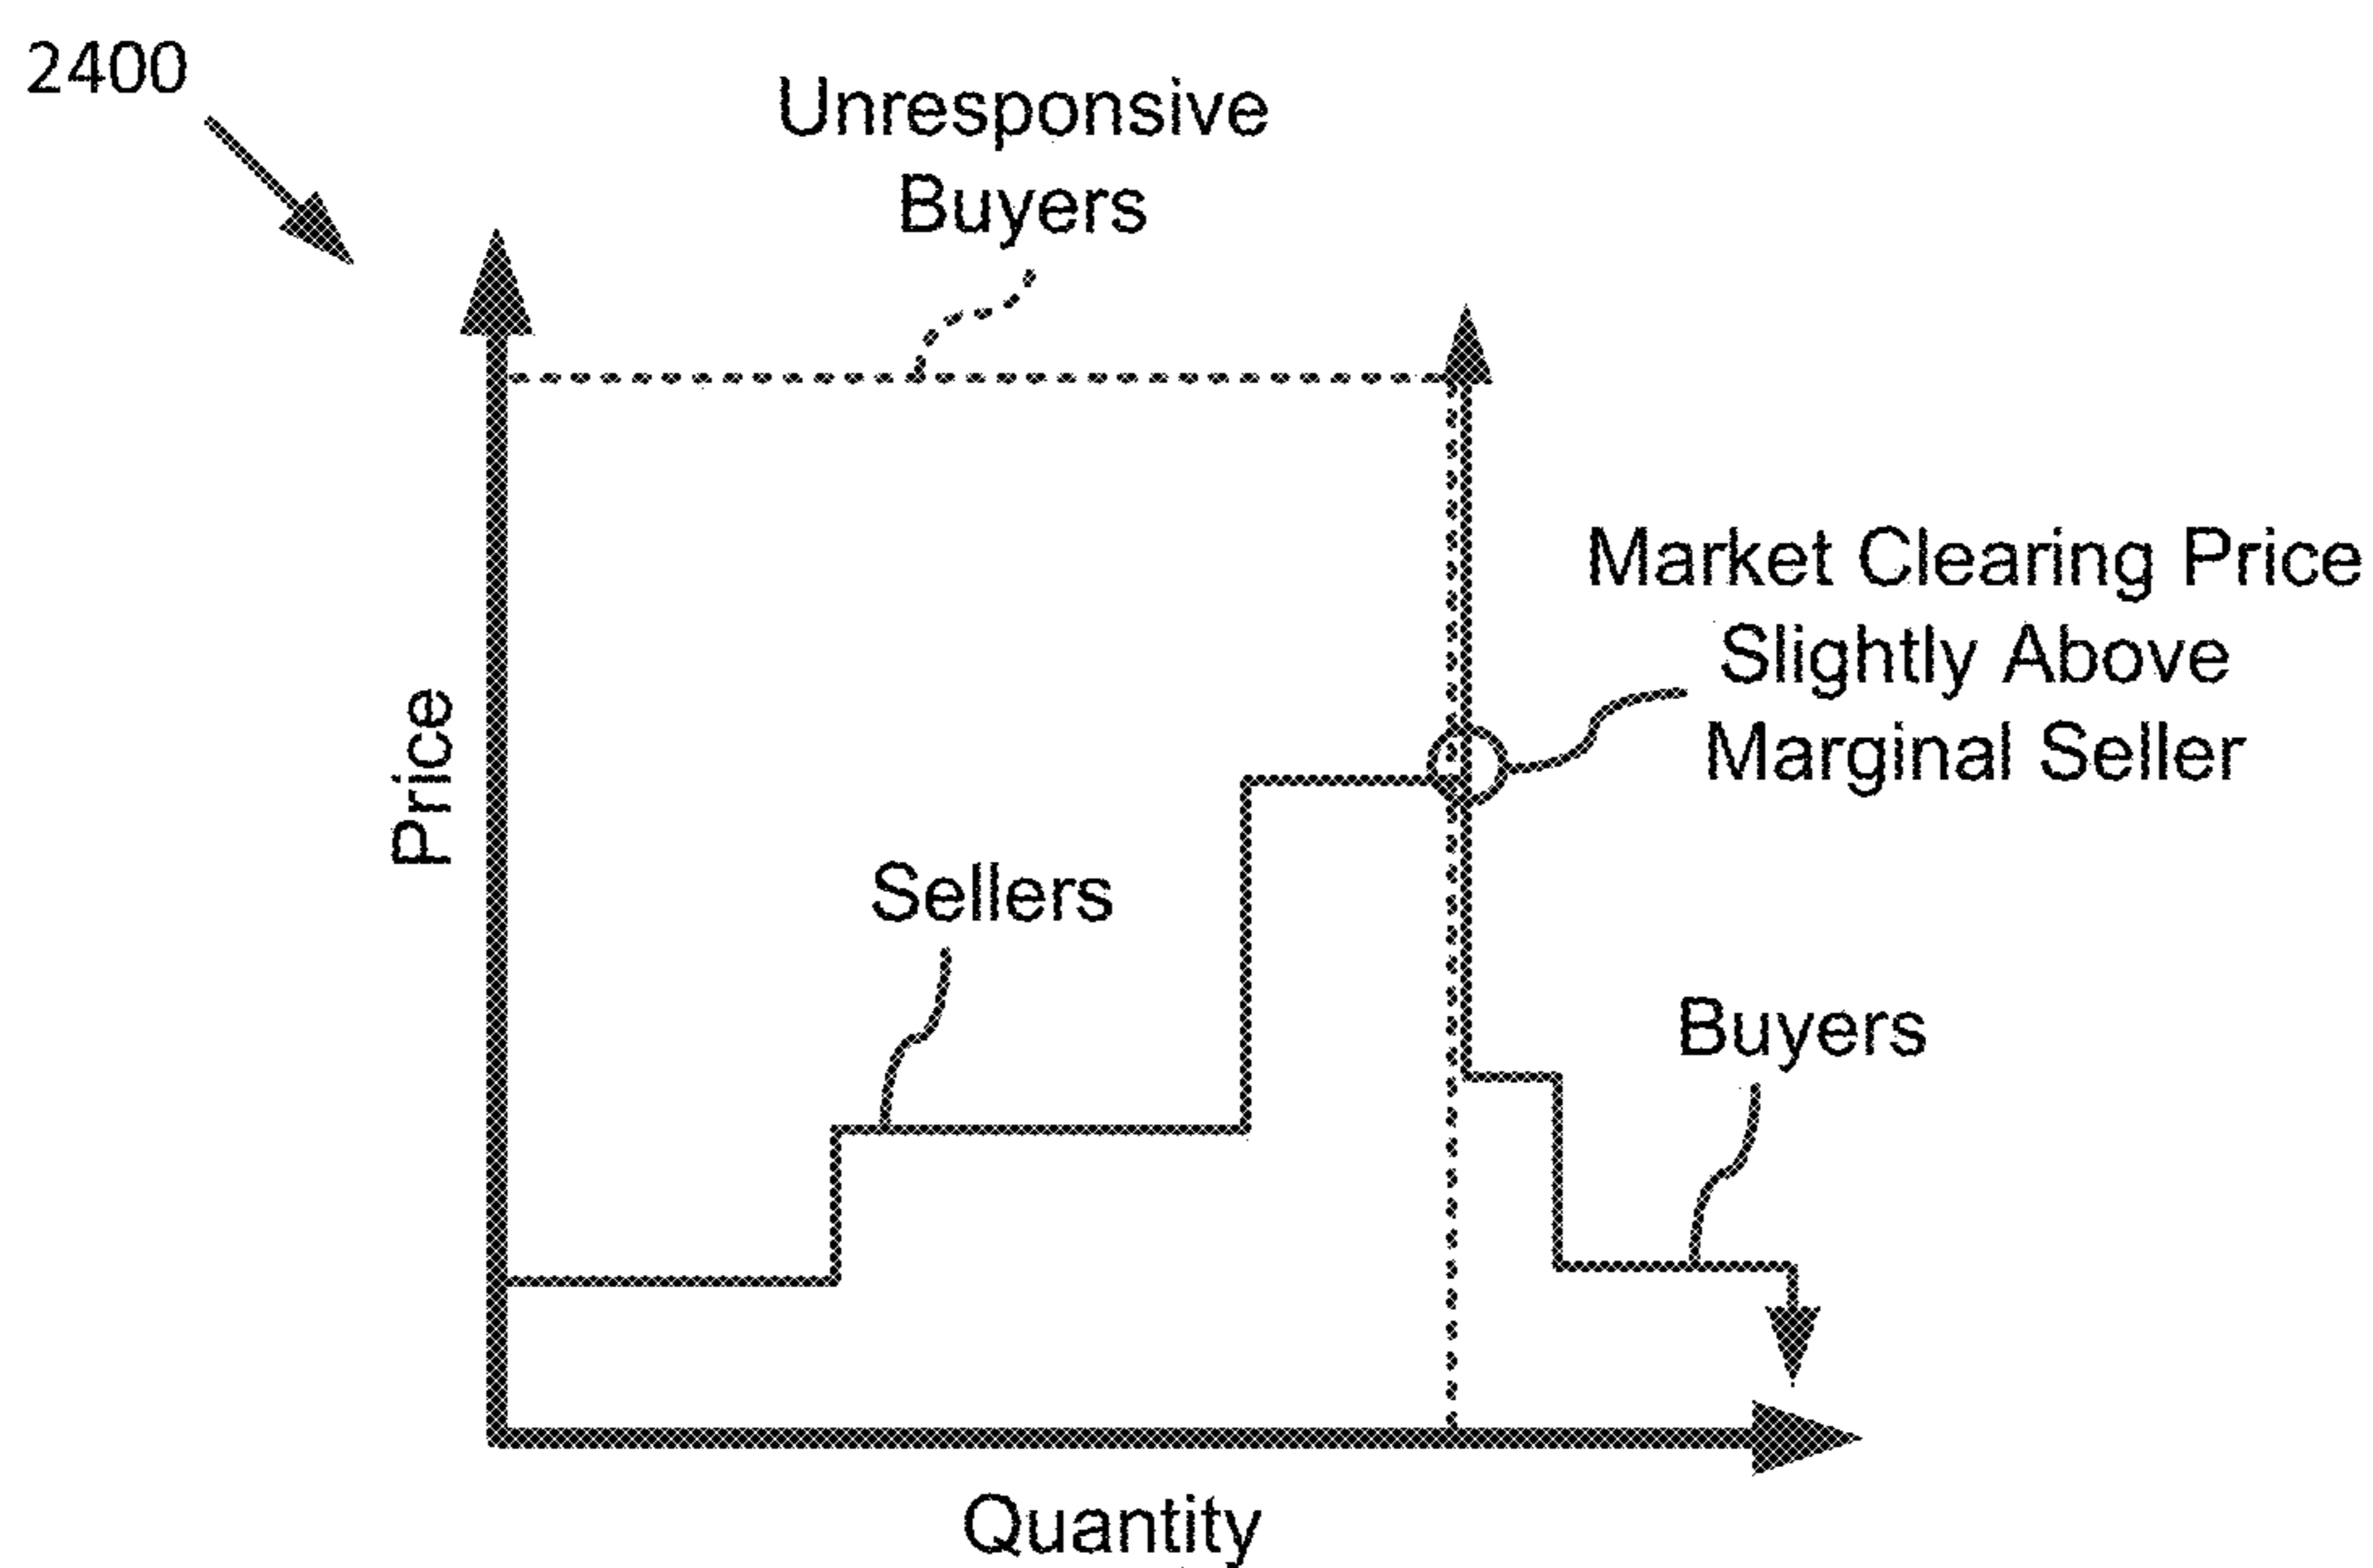 2400
Unresponsive
Buyers
Market Clearing Price
Slightly Above
Marginal Seller
Price
Sellers
Buyers
Quantity